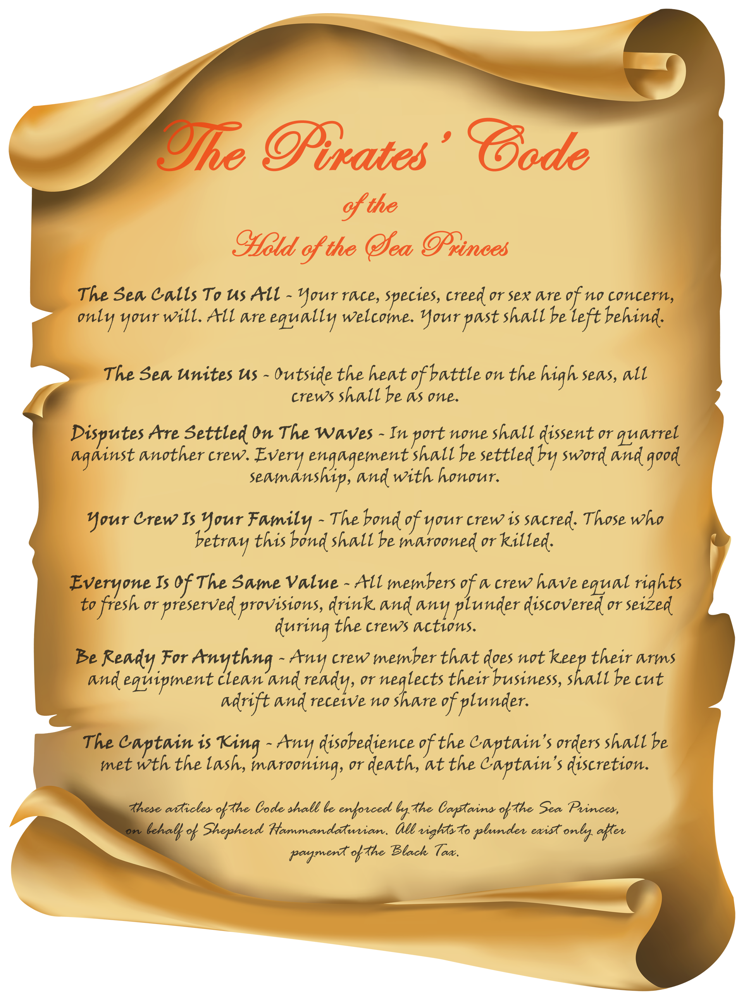 The Pirates' Code
of the
Hold of the Sea Princes
The Sea Calls To Us All - Your race, species, creed or sex are of no concern,
only your will. All are equally welcome. Your past shall be left behind.
The Sea Unites Us - Outside the heat of battle on the high seas, all
crews shall be as one.
Disputes Are Settled On The Waves - In port none shall dissent or quarrel
against another crew. Every engagement shall be settled by sword and good
seamanship, and with honour.
Your Crew Is Your Family - The bond of your crew is sacred. Those who
betray this bond shall be marooned or killed.
Everyone Is Of The Same Value - All members of a crew have equal rights
to fresh or preserved provisions, drink and any plunder discovered or seized
during the crews actions.
Be Ready For Anythng - Any crew member that does not keep their arms
and equipment clean and ready, or neglects their business, shall be cut
adrift and receive no share of plunder.
The Captain is King - Any disobedience of the Captain's orders shall be
met wth the lash, marooning, or death, at the Captain's discretion.
these articles of the Code shall be enforced by the Captains of the Sea Princes,
on behalf of Shepherd Hammandaturian. All rights to plunder exist only after
payment of the Black Tax.